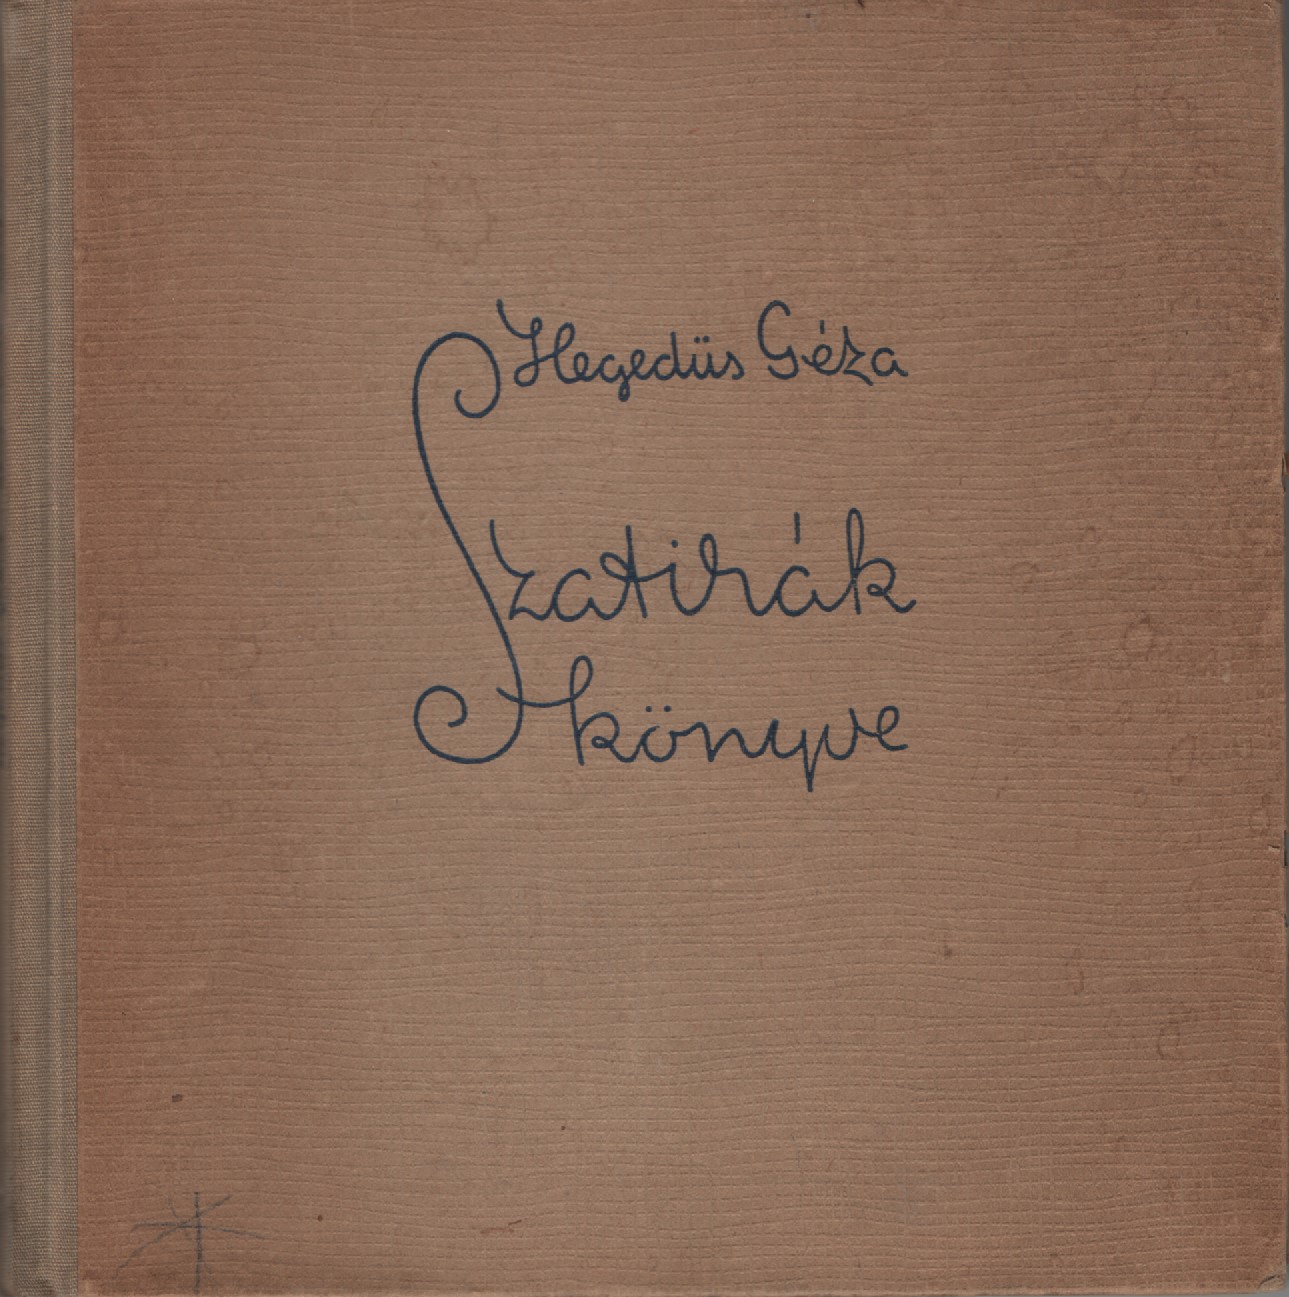 Hegedüs Géza
Szatirák
könyve